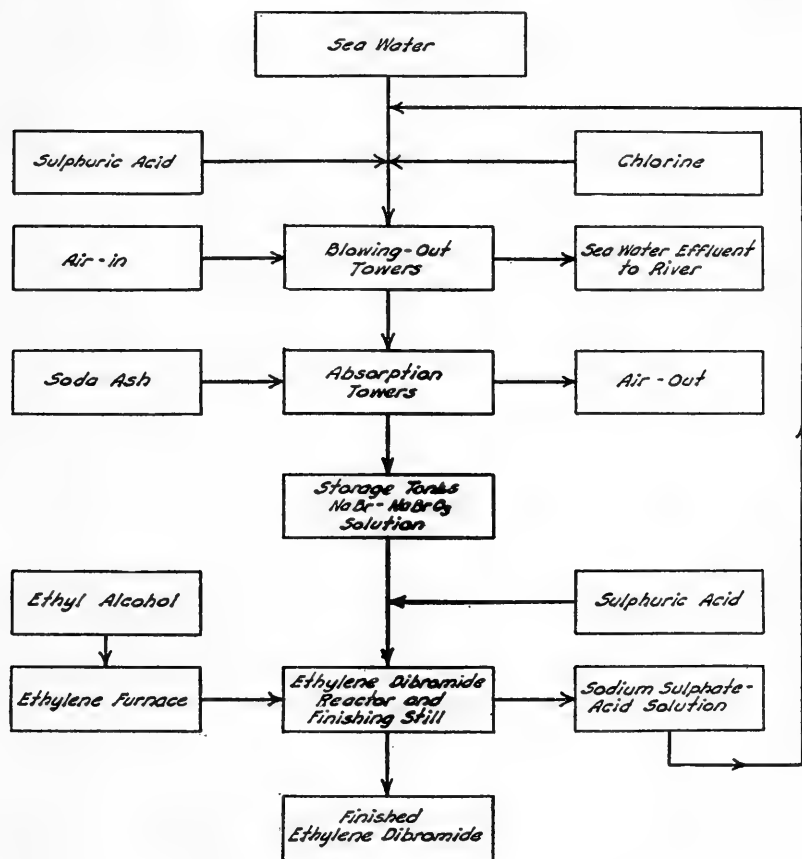 Sea Water
Sulphuric Acid
Chlorine
Air-in
Blowing-Out
Towers
Sea Water Effluent
to River
Soda Ash
Absorption
Towers
Air-Out
Storage Tanks
NaBr-NaBrO₃
Solution
Ethyl Alcohol
Sulphuric Acid
Ethylene Furnace
Ethylene Dibromide
Reactor and
Finishing Still
Sodium Sulphate-
Acid Solution
Finished
Ethylene Dibromide